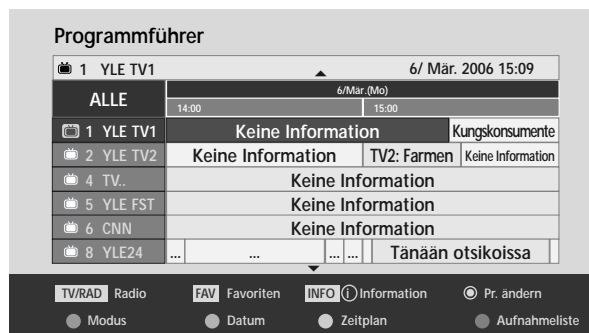 Programmführer
1 YLE TV1 6/ Mär. 2006 15:09
ALLE 6/Mär.(Mo)
14:00 15:00
1 YLE TV1 Keine Information Kungskonsumente
2 YLE TV2 Keine Information TV2: Farmen Keine Information
4 TV.. Keine Information
5 YLE FST Keine Information
6 CNN Keine Information
8 YLE24 ... ... ... ... Tänään otsikoissa
TV/RAD Radio FAV Favoriten INFO i Information Pr. ändern
Modus Datum Zeitplan Aufnahmeliste